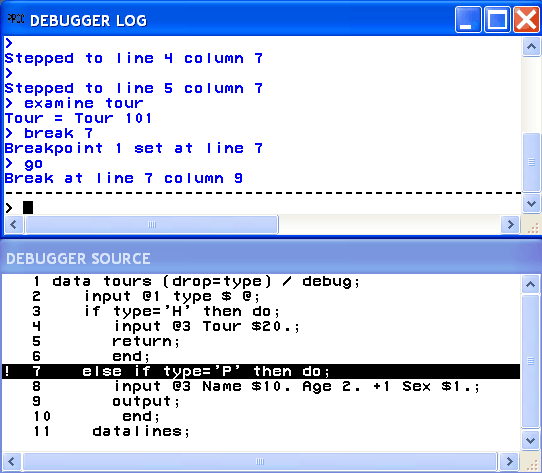 DEBUGGER LOG
>
Stepped to line 4 column 7
>
Stepped to line 5 column 7
> examine tour
Tour = Tour 101
> break 7
Breakpoint 1 set at line 7
> go
Break at line 7 column 9
>
DEBUGGER SOURCE
1 data tours (drop=type) / debug;
2 input @1 type $ @;
3 if type='H' then do;
4 input @3 Tour $20.;
5 return;
6 end;
! 7 else if type='P' then do;
8 input @3 Name $10. Age 2. +1 Sex $1.;
9 output;
10 end;
11 datalines;